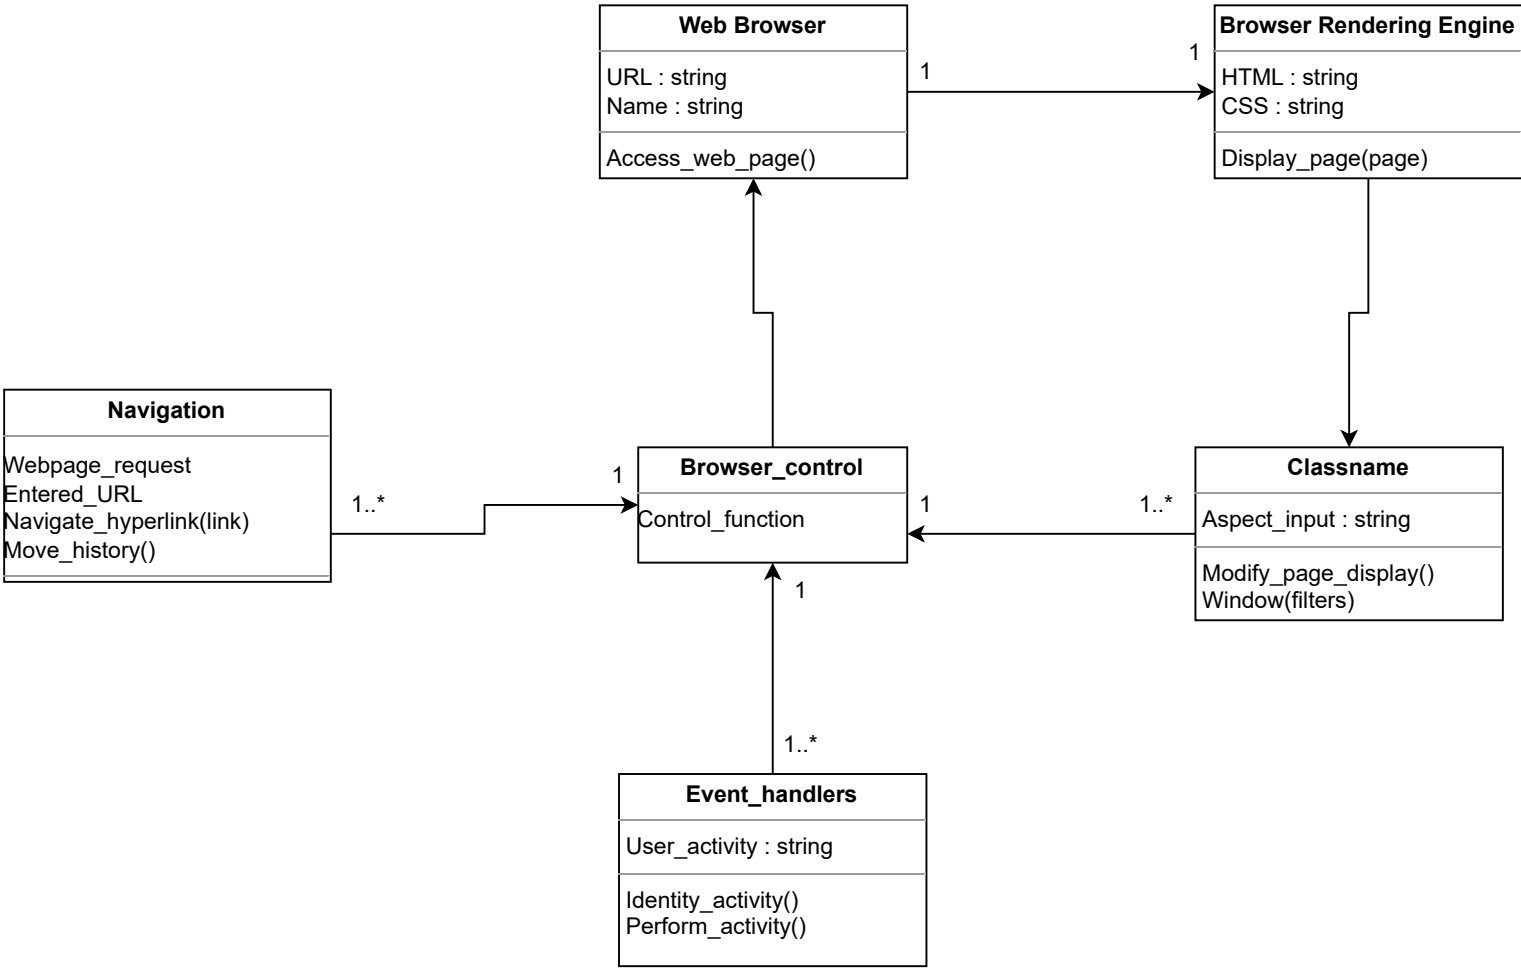 Web Browser
URL : string
Name : string
Access_web_page()
1
1
Browser Rendering Engine
HTML : string
CSS : string
Display_page(page)
Navigation
Webpage_request
Entered_URL
Navigate_hyperlink(link)
Move_history()
1..*
1
Browser_control
Control_function
1
1..*
Classname
Aspect_input : string
Modify_page_display()
Window(filters)
1
1..*
Event_handlers
User_activity : string
Identity_activity()
Perform_activity()